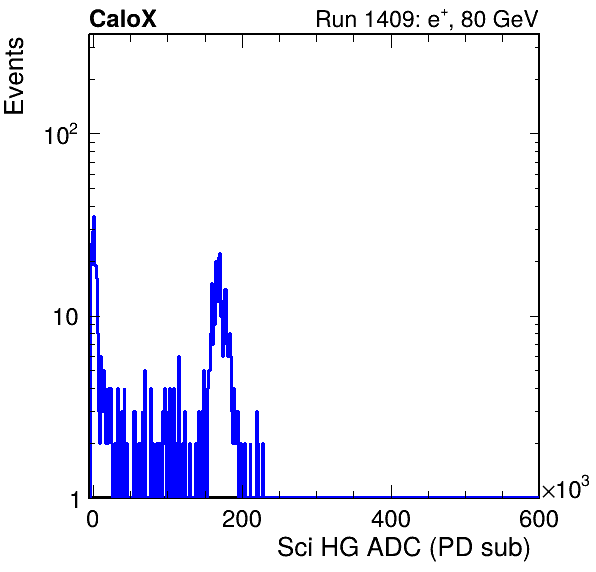 CaloX Run 1409: e⁺, 80 GeV
Events
10²
10
1
0 200 400 600
×10³
Sci HG ADC (PD sub)